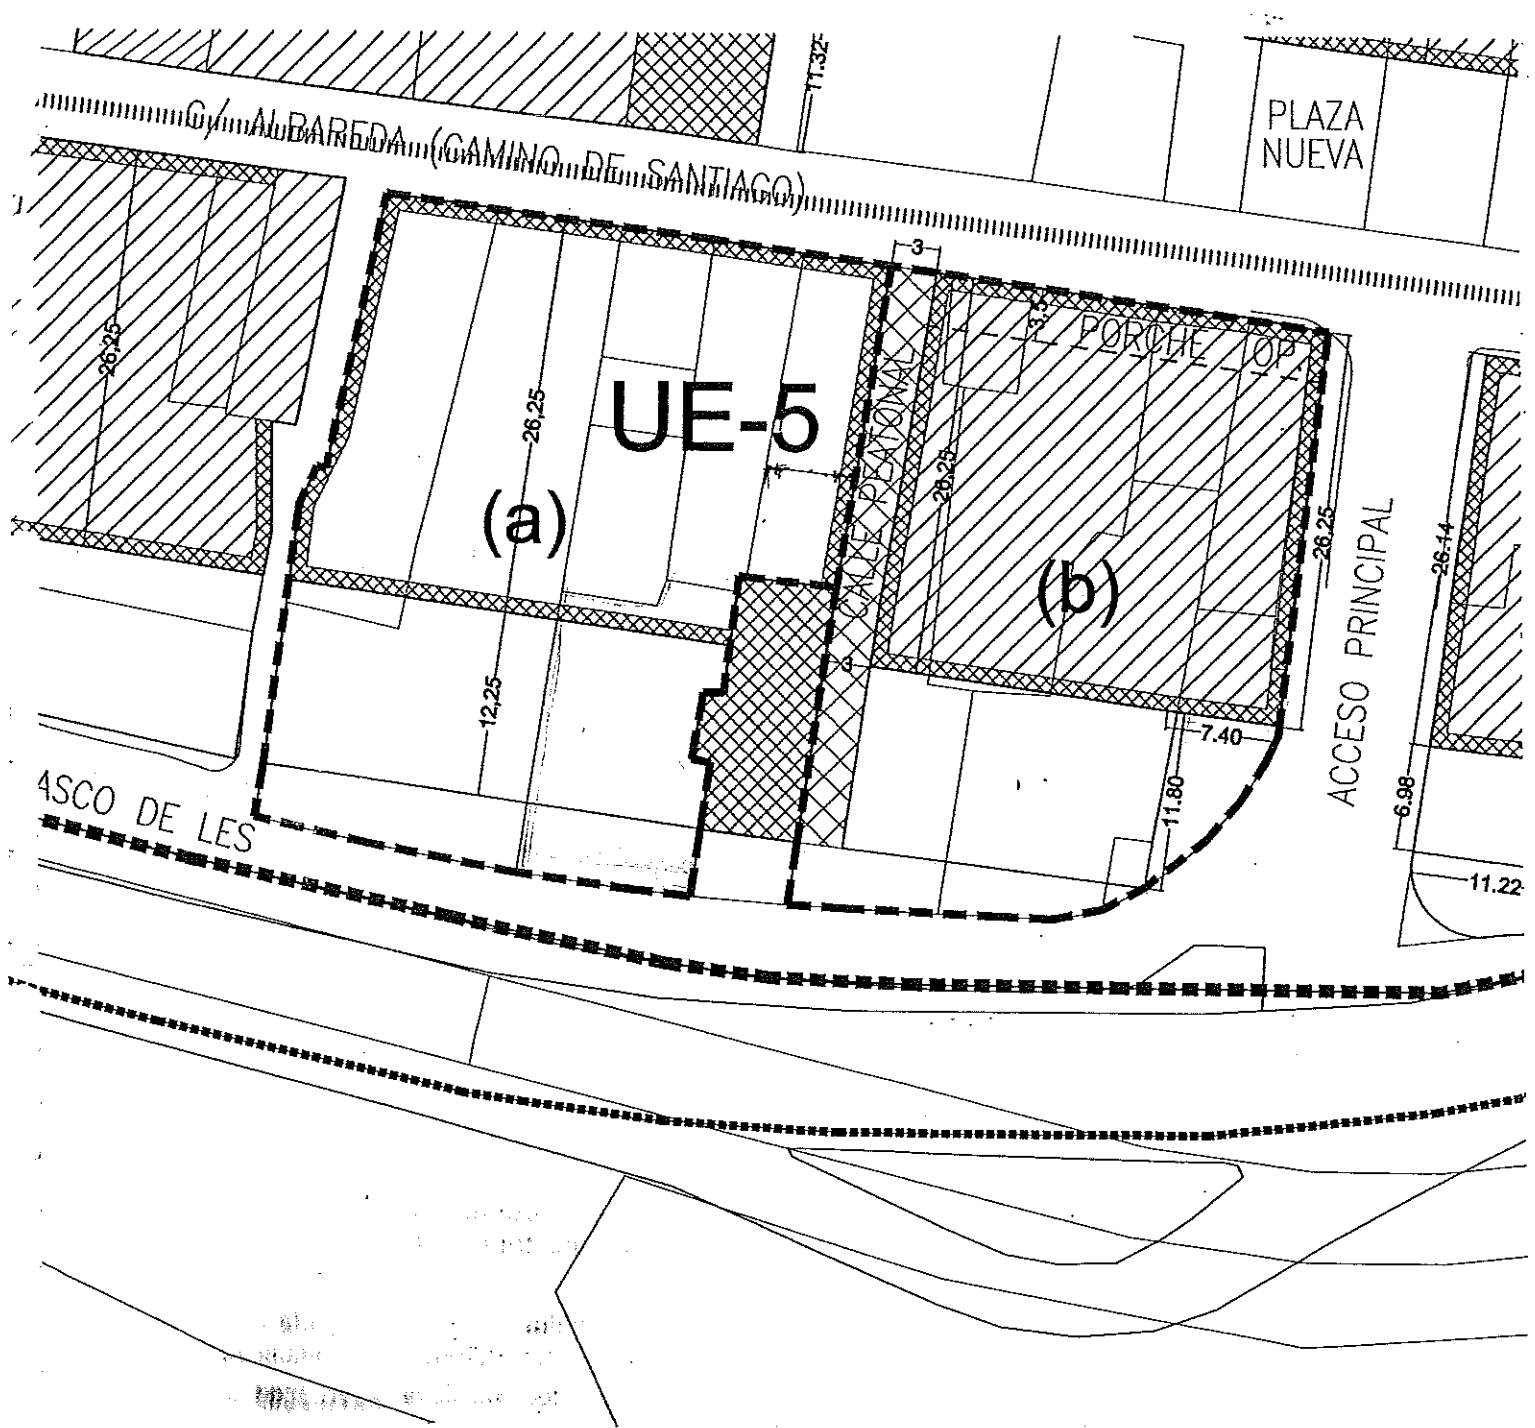 11.32
C/ ALBAREDA (CAMINO DE SANTIAGO)
PLAZA
NUEVA
3
3,5
PORCHE OP.
26,25
26,25
UE-5
CALLE PEATONAL
26,25
26,25
26.14
(a)
(b)
ACCESO PRINCIPAL
3
12,25
7.40
11.80
6.98
ASCO DE LES
11.22